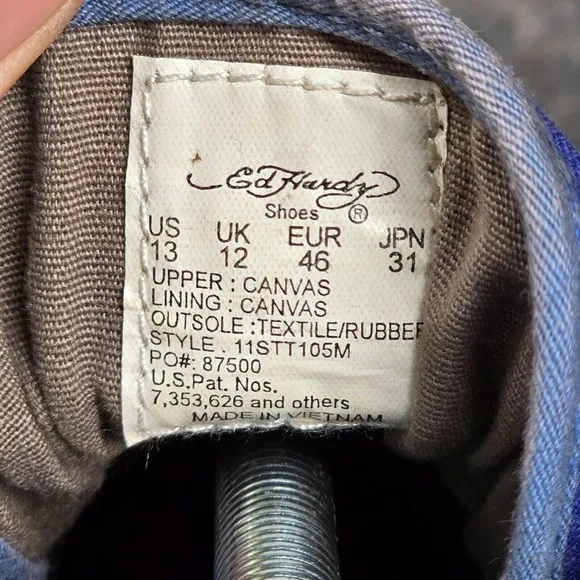 Ed Hardy
Shoes ®
US UK EUR JPN
13 12 46 31
UPPER : CANVAS
LINING : CANVAS
OUTSOLE : TEXTILE/RUBBER
STYLE . 11STT105M
PO#: 87500
U.S.Pat. Nos.
7,353,626 and others
MADE IN VIETNAM